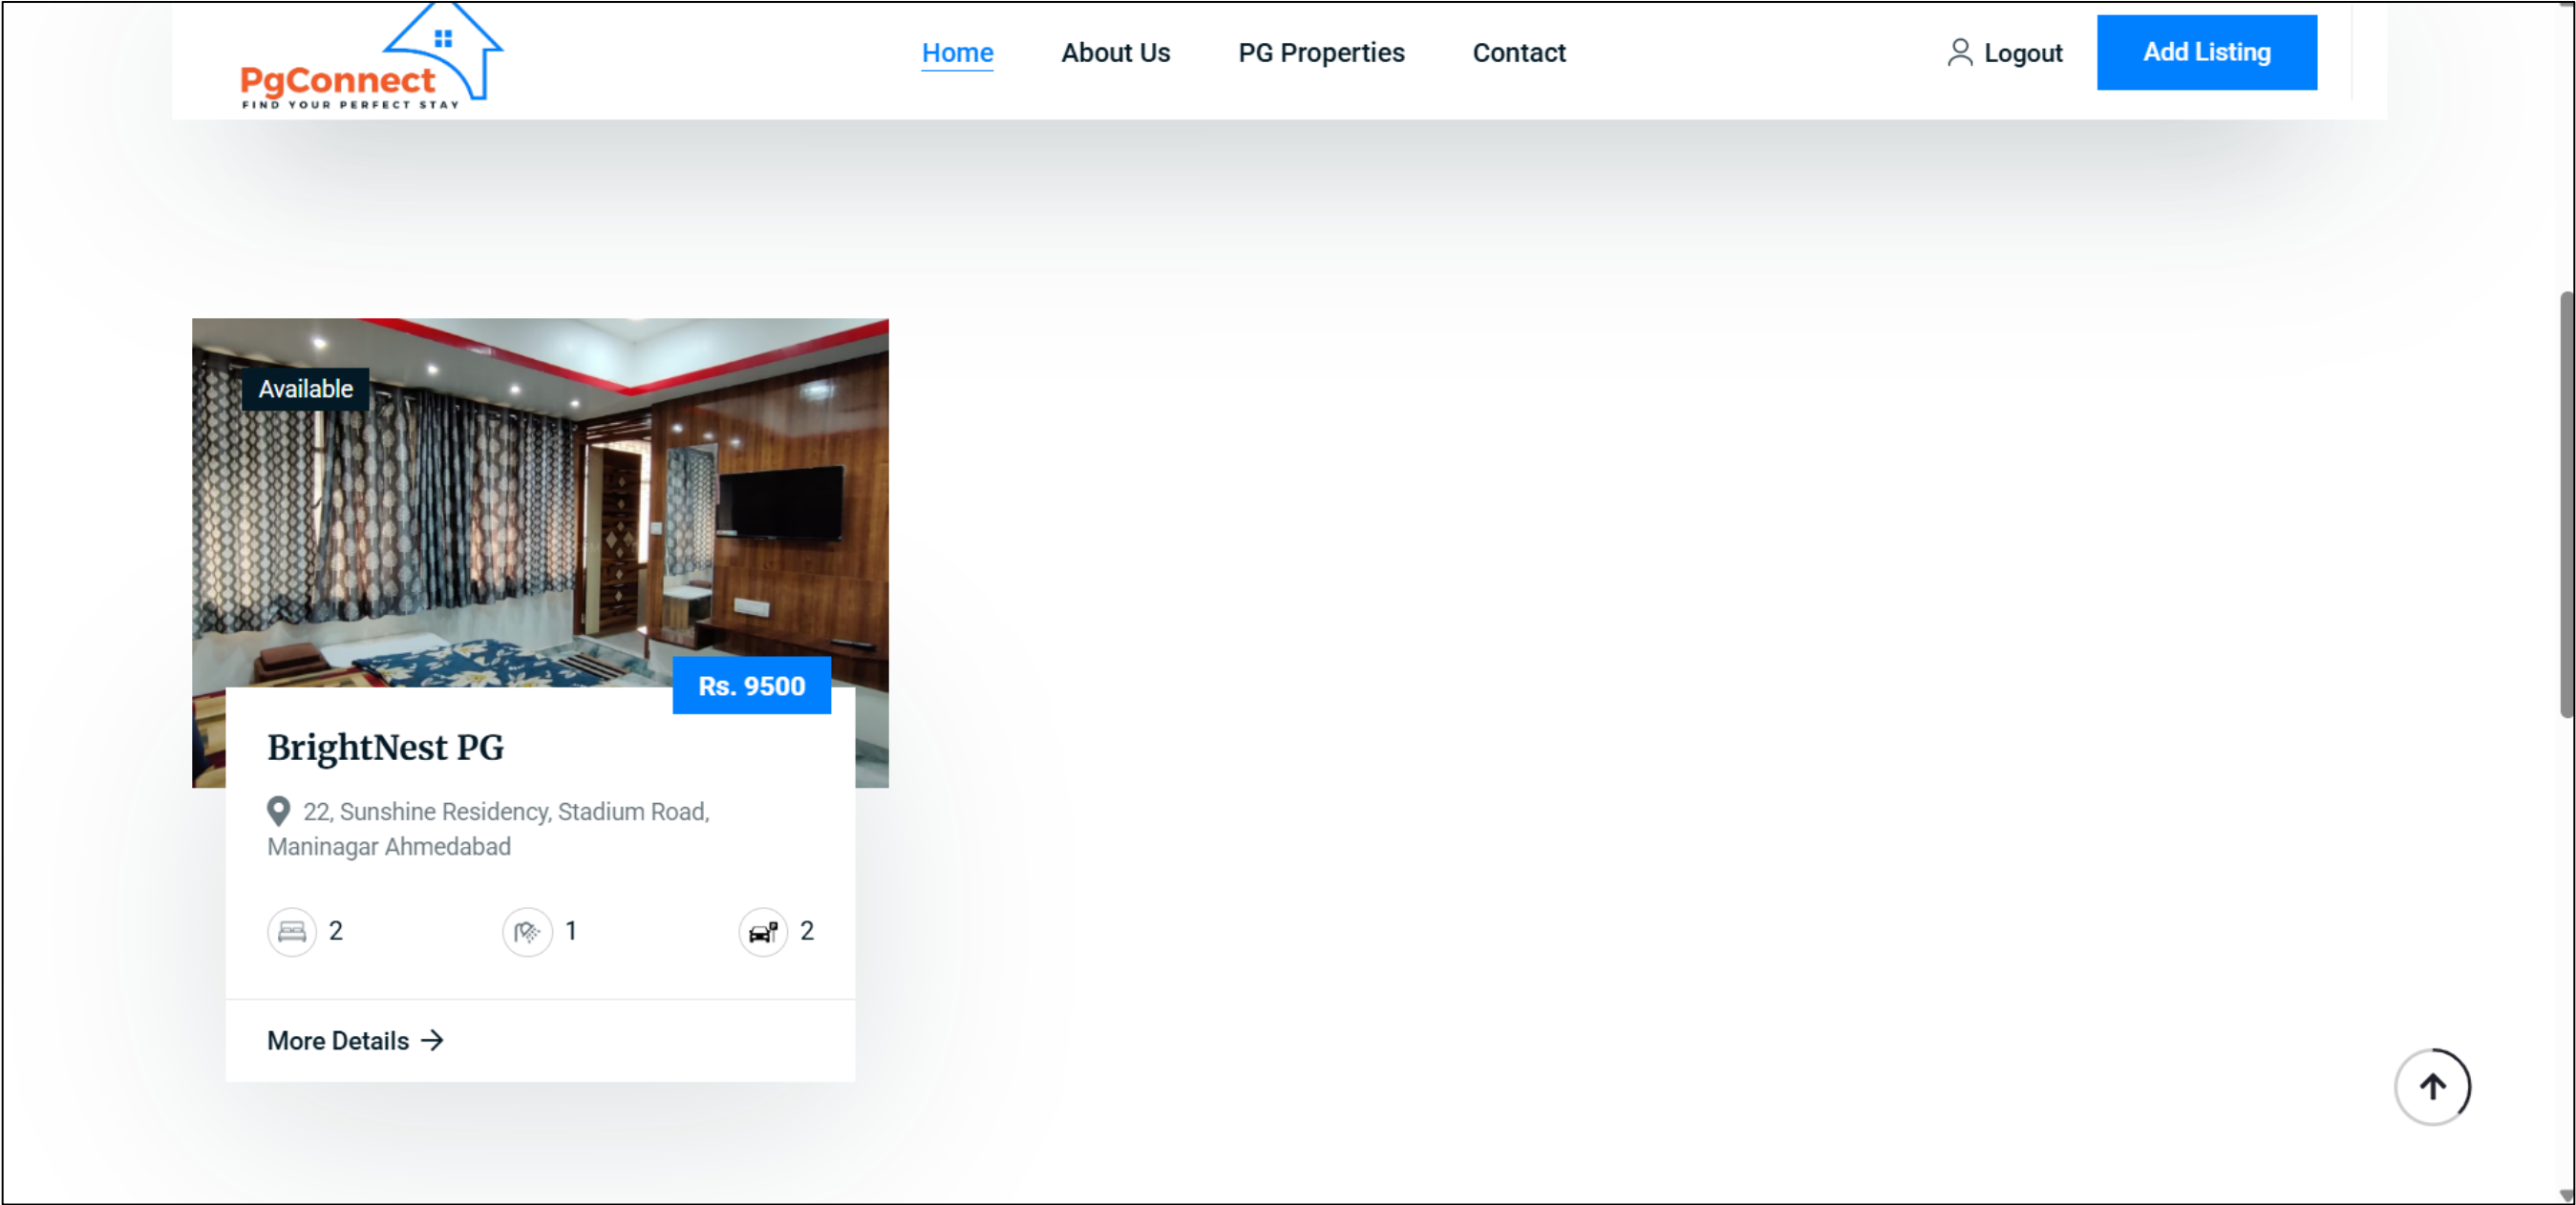 PgConnect
FIND YOUR PERFECT STAY
Home
About Us
PG Properties
Contact
Logout
Add Listing
Available
Rs. 9500
BrightNest PG
22, Sunshine Residency, Stadium Road,
Maninagar Ahmedabad
2
1
2
More Details